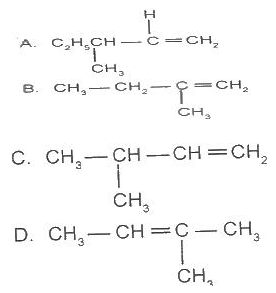 H
A. C₂H₅CH — C = CH₂
CH₃
B. CH₃ — CH₂ — C = CH₂
CH₃
C. CH₃ — CH — CH = CH₂
CH₃
D. CH₃ — CH = C — CH₃
CH₃